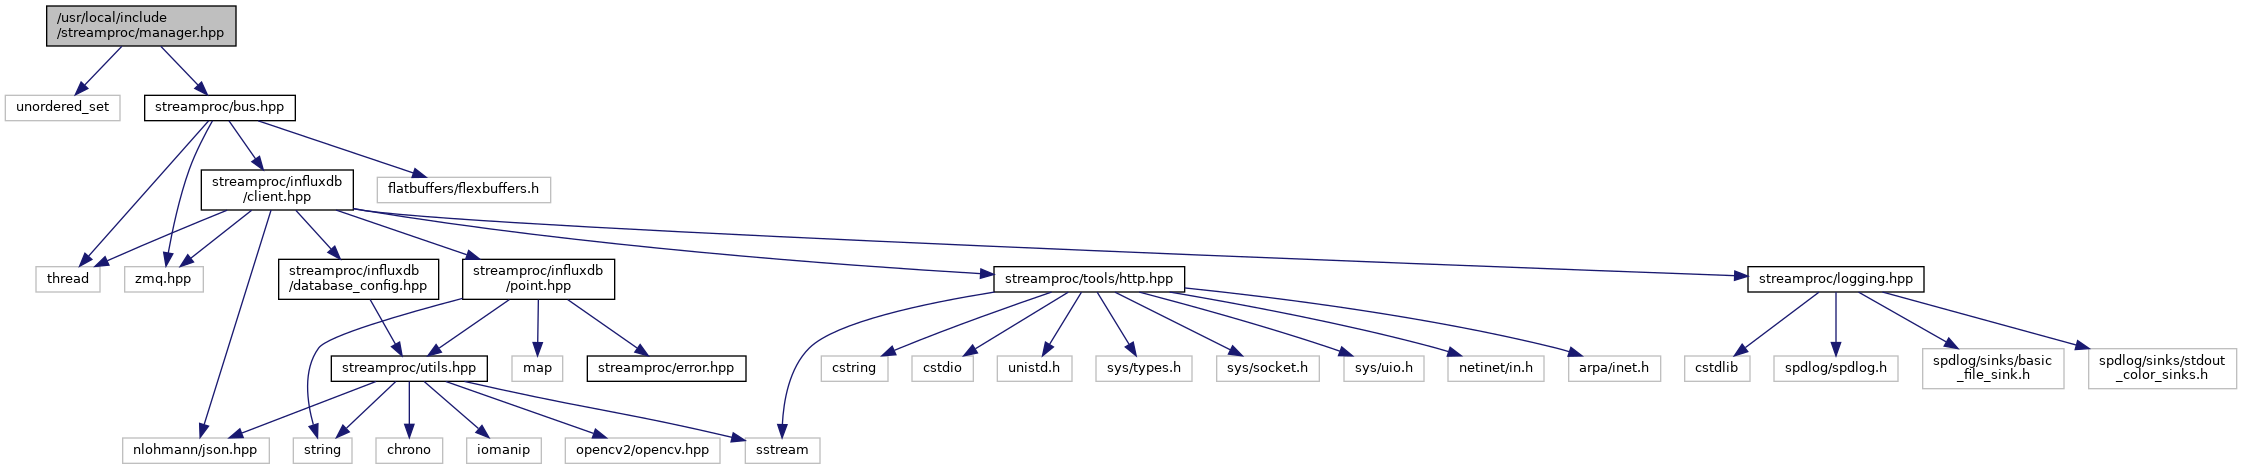 /usr/local/include
/streamproc/manager.hpp
unordered_set
streamproc/bus.hpp
streamproc/influxdb
/client.hpp
flatbuffers/flexbuffers.h
thread
zmq.hpp
streamproc/influxdb
/database_config.hpp
streamproc/influxdb
/point.hpp
streamproc/tools/http.hpp
streamproc/logging.hpp
streamproc/utils.hpp
map
streamproc/error.hpp
cstring
cstdio
unistd.h
sys/types.h
sys/socket.h
sys/uio.h
netinet/in.h
arpa/inet.h
cstdlib
spdlog/spdlog.h
spdlog/sinks/basic
_file_sink.h
spdlog/sinks/stdout
_color_sinks.h
nlohmann/json.hpp
string
chrono
iomanip
opencv2/opencv.hpp
sstream